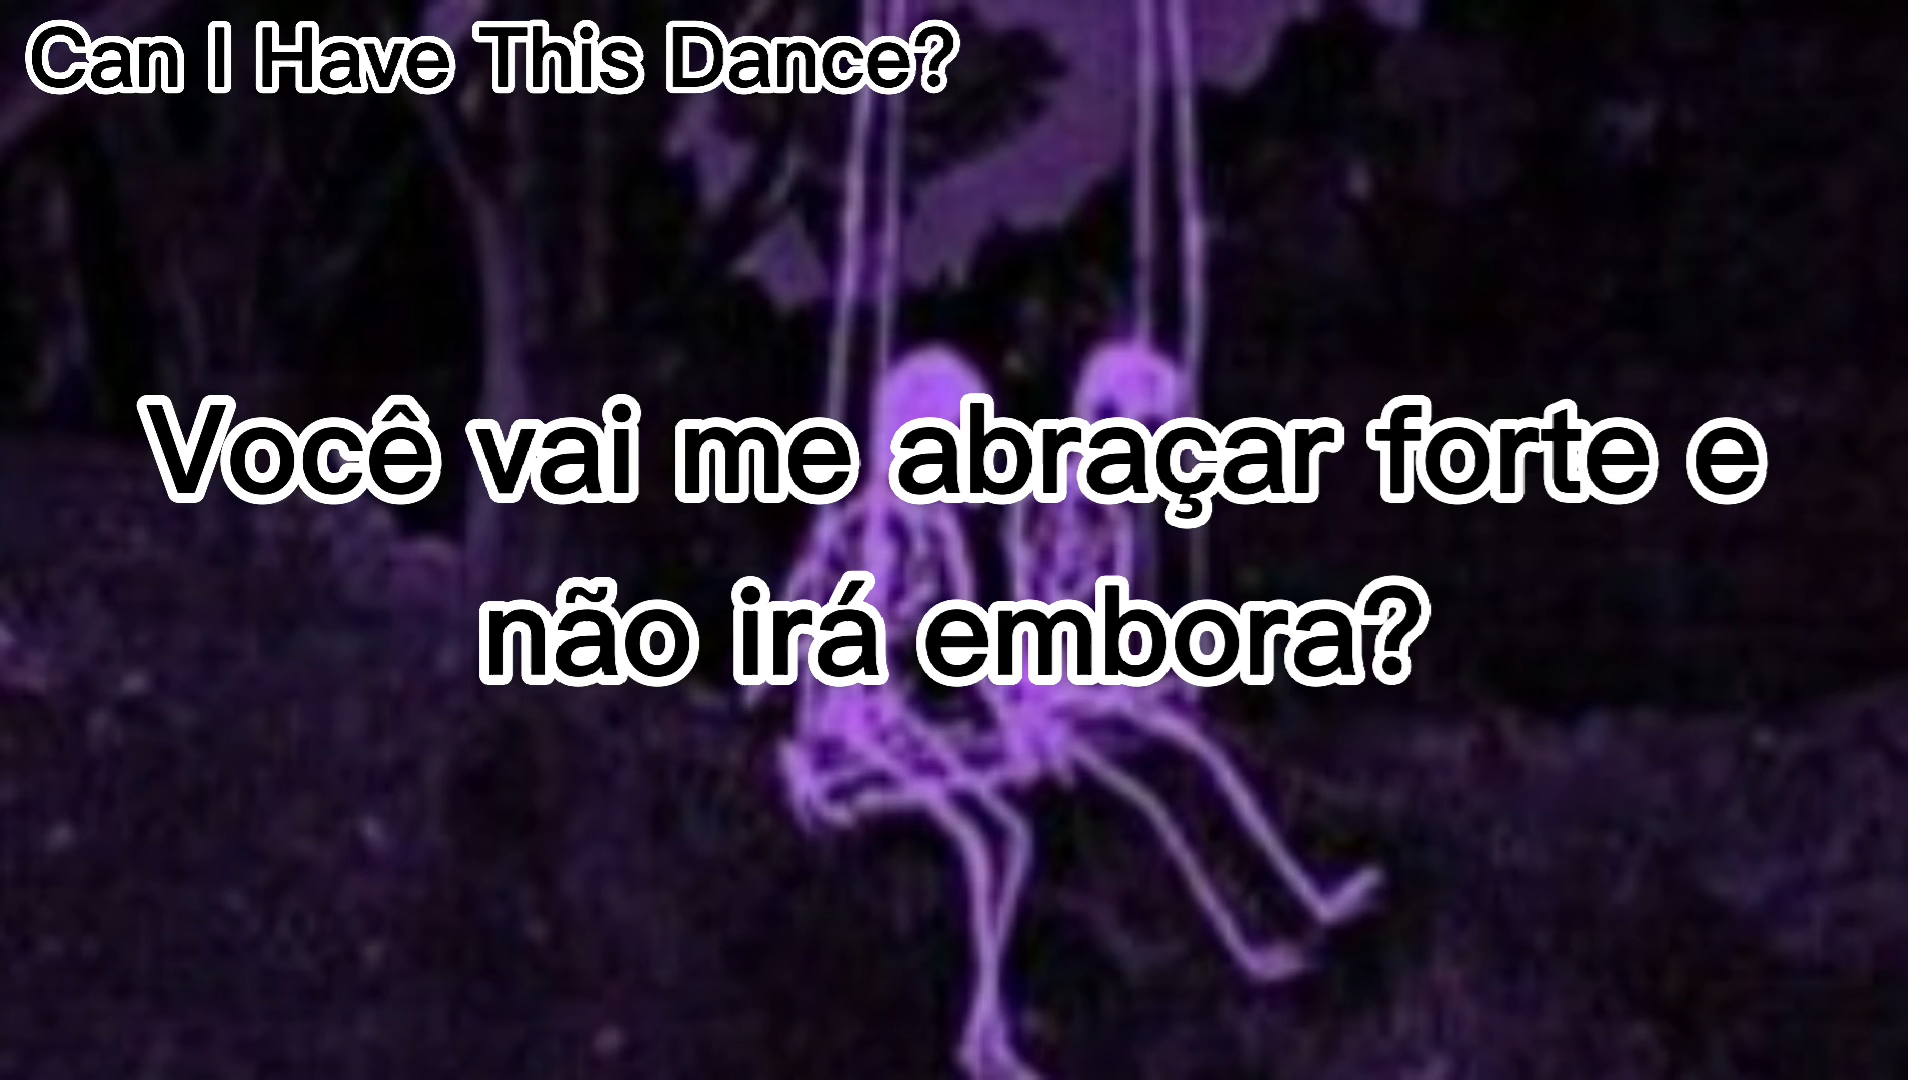 Can I Have This Dance?
Você vai me abraçar forte e
não irá embora?